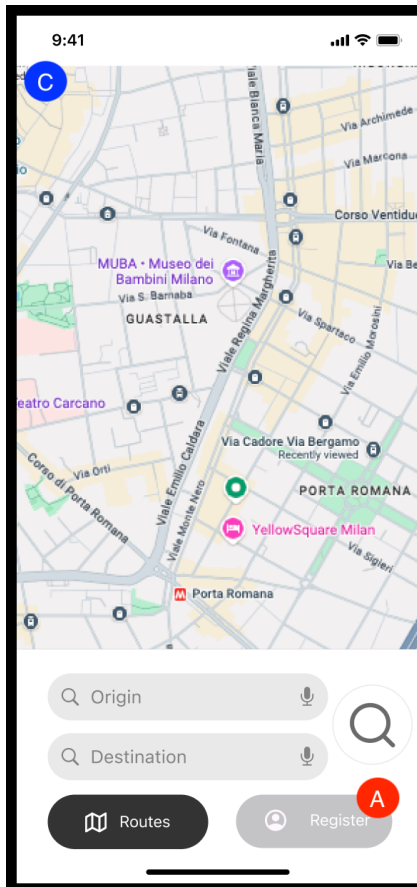 9:41
C
Viale Bianca Maria
Via Archimede
Via Marcona
Corso Ventidue
Via Fontana
MUBA • Museo dei
Bambini Milano
Via S. Barnaba
GUASTALLA
Viale Regina Margherita
Via Be
Via Spartaco
Via Emilio Morosini
eatro Carcano
Viale Emilio Caldara
Via Cadore Via Bergamo
Recently viewed
Corso di Porta Romana
Via Orti
Viale Monte Nero
PORTA ROMANA
YellowSquare Milan
Via Sigieri
M Porta Romana
Origin
Destination
A
Routes
Register